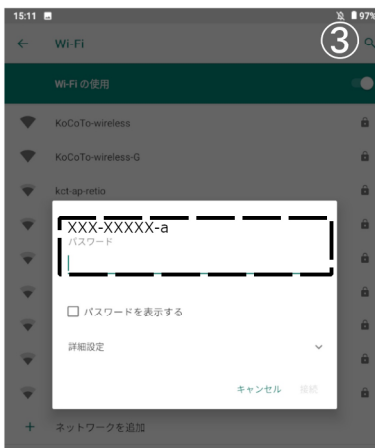 15:11 97%
← Wi-Fi ③
Wi-Fi の使用
KoCoTo-wireless
KoCoTo-wireless-G
kct-ap-retio
XXX-XXXXX-a
パスワード
パスワードを表示する
詳細設定
キャンセル 接続
+ ネットワークを追加